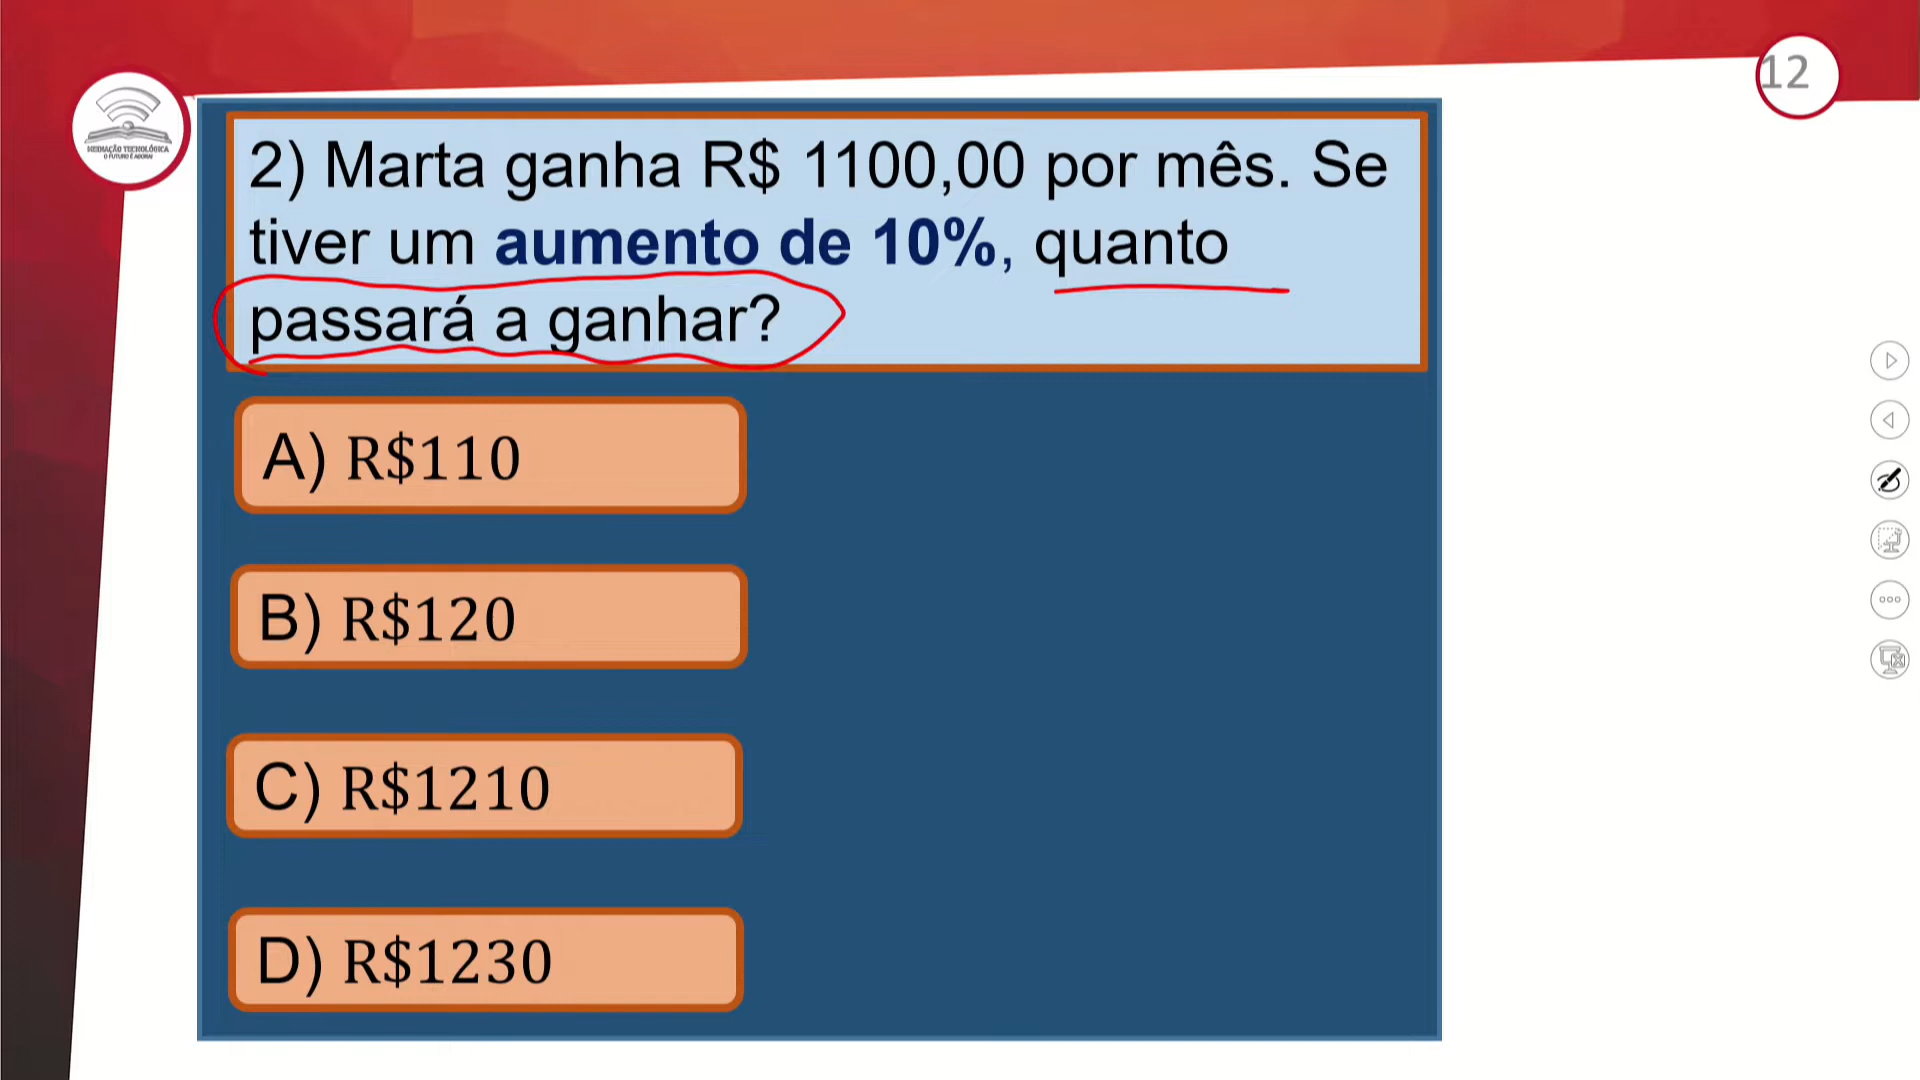 12
MEDIAÇÃO TECNOLÓGICA
O FUTURO É AGORA!
2) Marta ganha R$ 1100,00 por mês. Se
tiver um aumento de 10%, quanto
passará a ganhar?
A) R$110
B) R$120
C) R$1210
D) R$1230